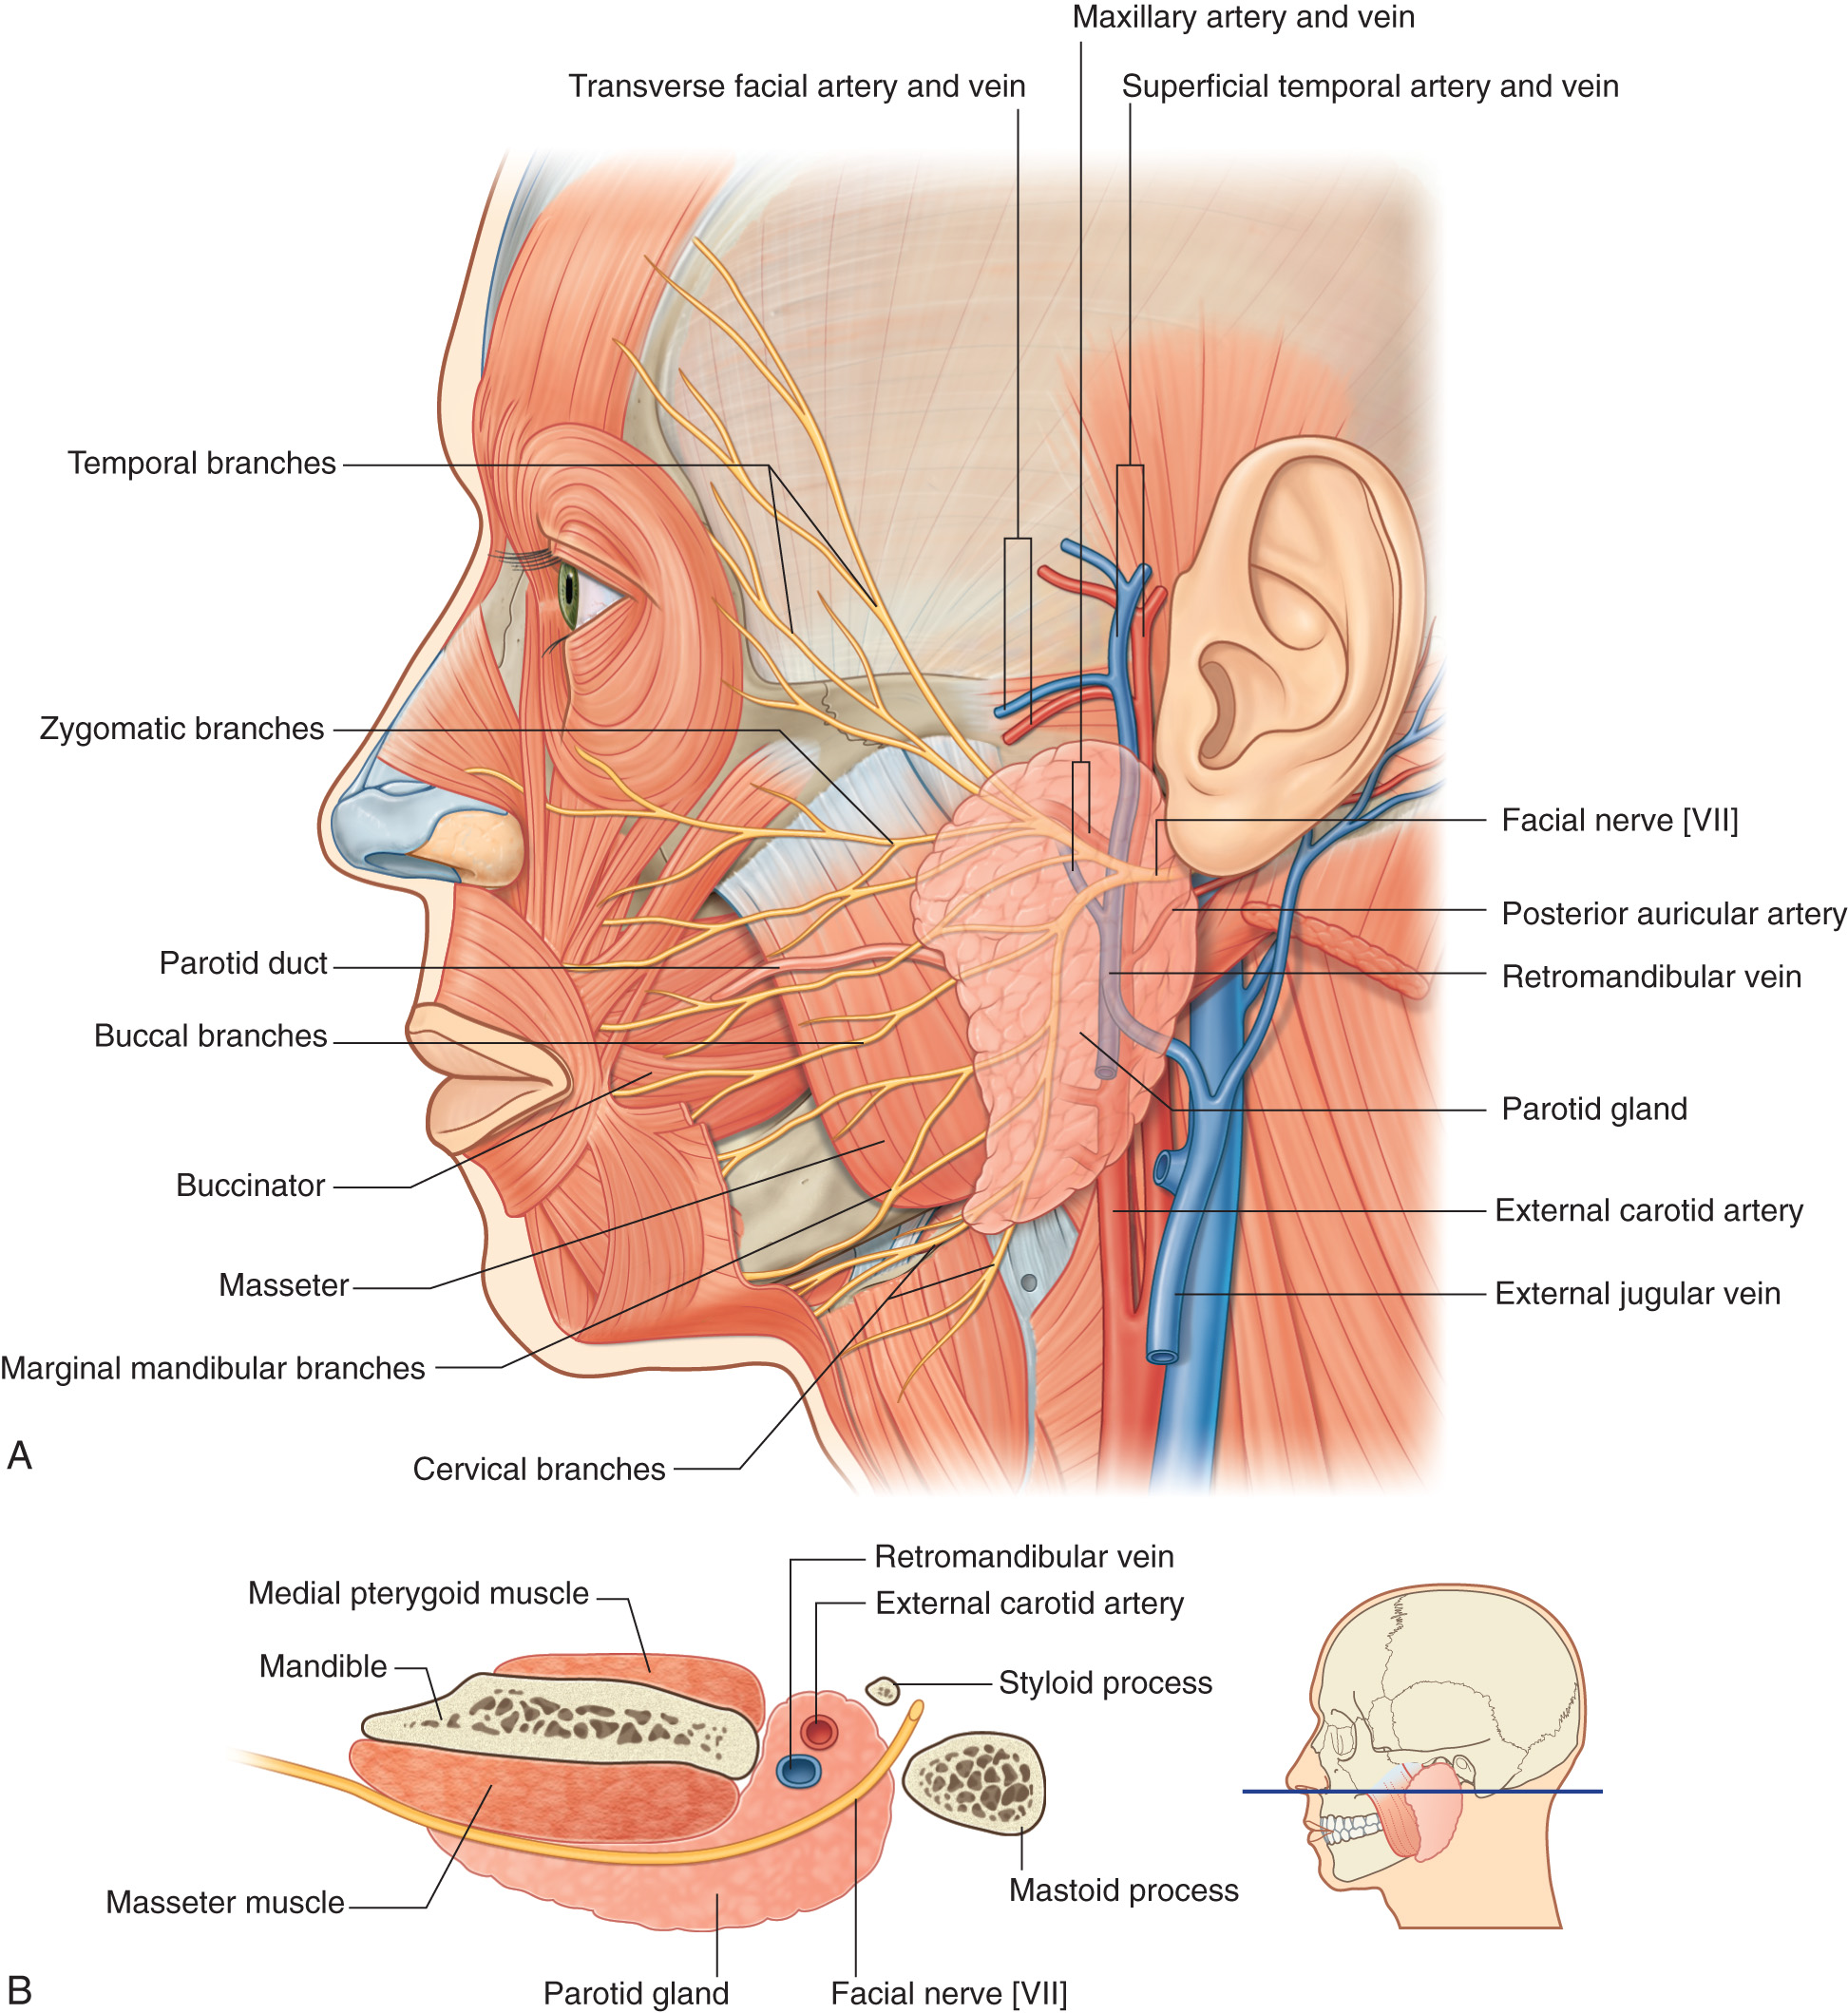 Maxillary artery and vein
Transverse facial artery and vein
Superficial temporal artery and vein
Temporal branches
Zygomatic branches
Facial nerve [VII]
Posterior auricular artery
Parotid duct
Retromandibular vein
Buccal branches
Parotid gland
Buccinator
External carotid artery
Masseter
External jugular vein
Marginal mandibular branches
Cervical branches
A
Retromandibular vein
Medial pterygoid muscle
External carotid artery
Mandible
Styloid process
Mastoid process
Masseter muscle
Parotid gland
Facial nerve [VII]
B